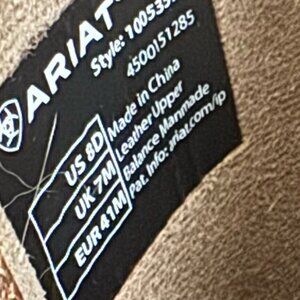 ARIAT
Style:
4500151285
US 8D
UK 7M
EUR 41M
Made in China
Leather Upper
Balance Manmade
Pat. Info: ariat.com/ip